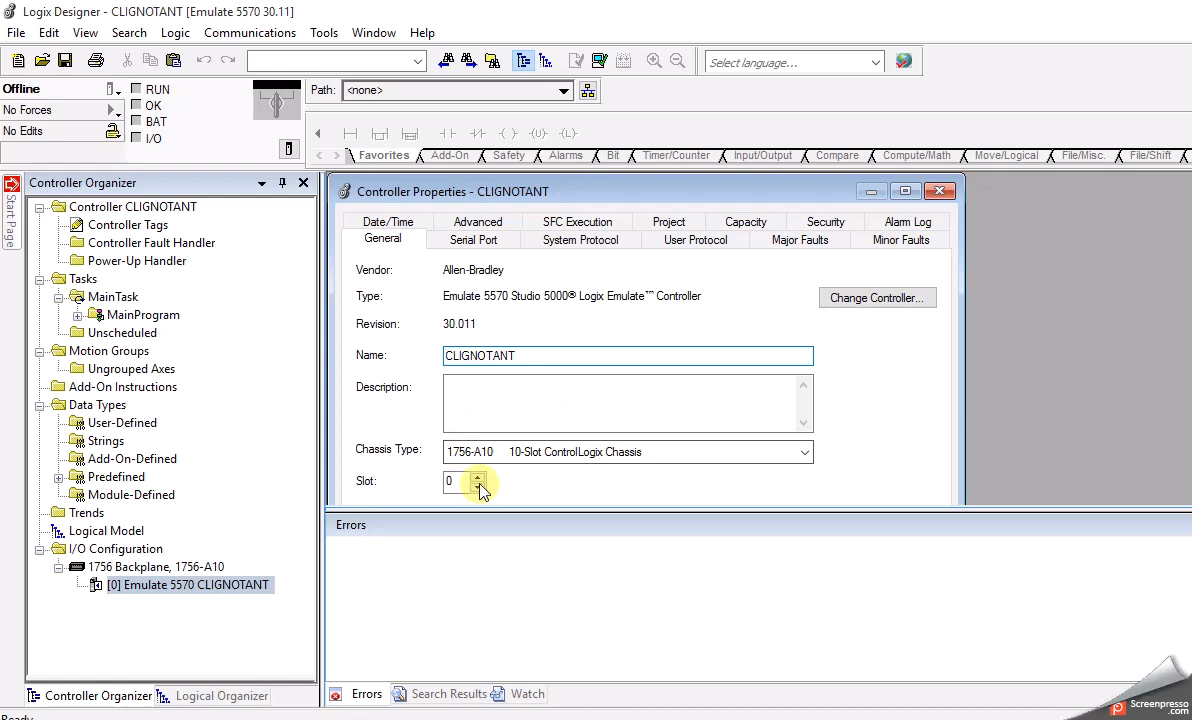 Logix Designer - CLIGNOTANT [Emulate 5570 30.11]
File Edit View Search Logic Communications Tools Window Help
Select language...
Offline RUN
No Forces OK
No Edits BAT
I/O
Path: <none>
Favorites Add-On Safety Alarms Bit Timer/Counter Input/Output Compare Compute/Math Move/Logical File/Misc. File/Shift
Start Page
Controller Organizer
Controller CLIGNOTANT
Controller Tags
Controller Fault Handler
Power-Up Handler
Tasks
MainTask
MainProgram
Unscheduled
Motion Groups
Ungrouped Axes
Add-On Instructions
Data Types
User-Defined
Strings
Add-On-Defined
Predefined
Module-Defined
Trends
Logical Model
I/O Configuration
1756 Backplane, 1756-A10
[0] Emulate 5570 CLIGNOTANT
Controller Organizer Logical Organizer
Controller Properties - CLIGNOTANT
Date/Time Advanced SFC Execution Project Capacity Security Alarm Log
General Serial Port System Protocol User Protocol Major Faults Minor Faults
Vendor: Allen-Bradley
Type: Emulate 5570 Studio 5000® Logix Emulate™ Controller Change Controller...
Revision: 30.011
Name: CLIGNOTANT
Description:
Chassis Type: 1756-A10 10-Slot ControlLogix Chassis
Slot: 0
Errors
Errors Search Results Watch
Ready
Screenpresso
.com